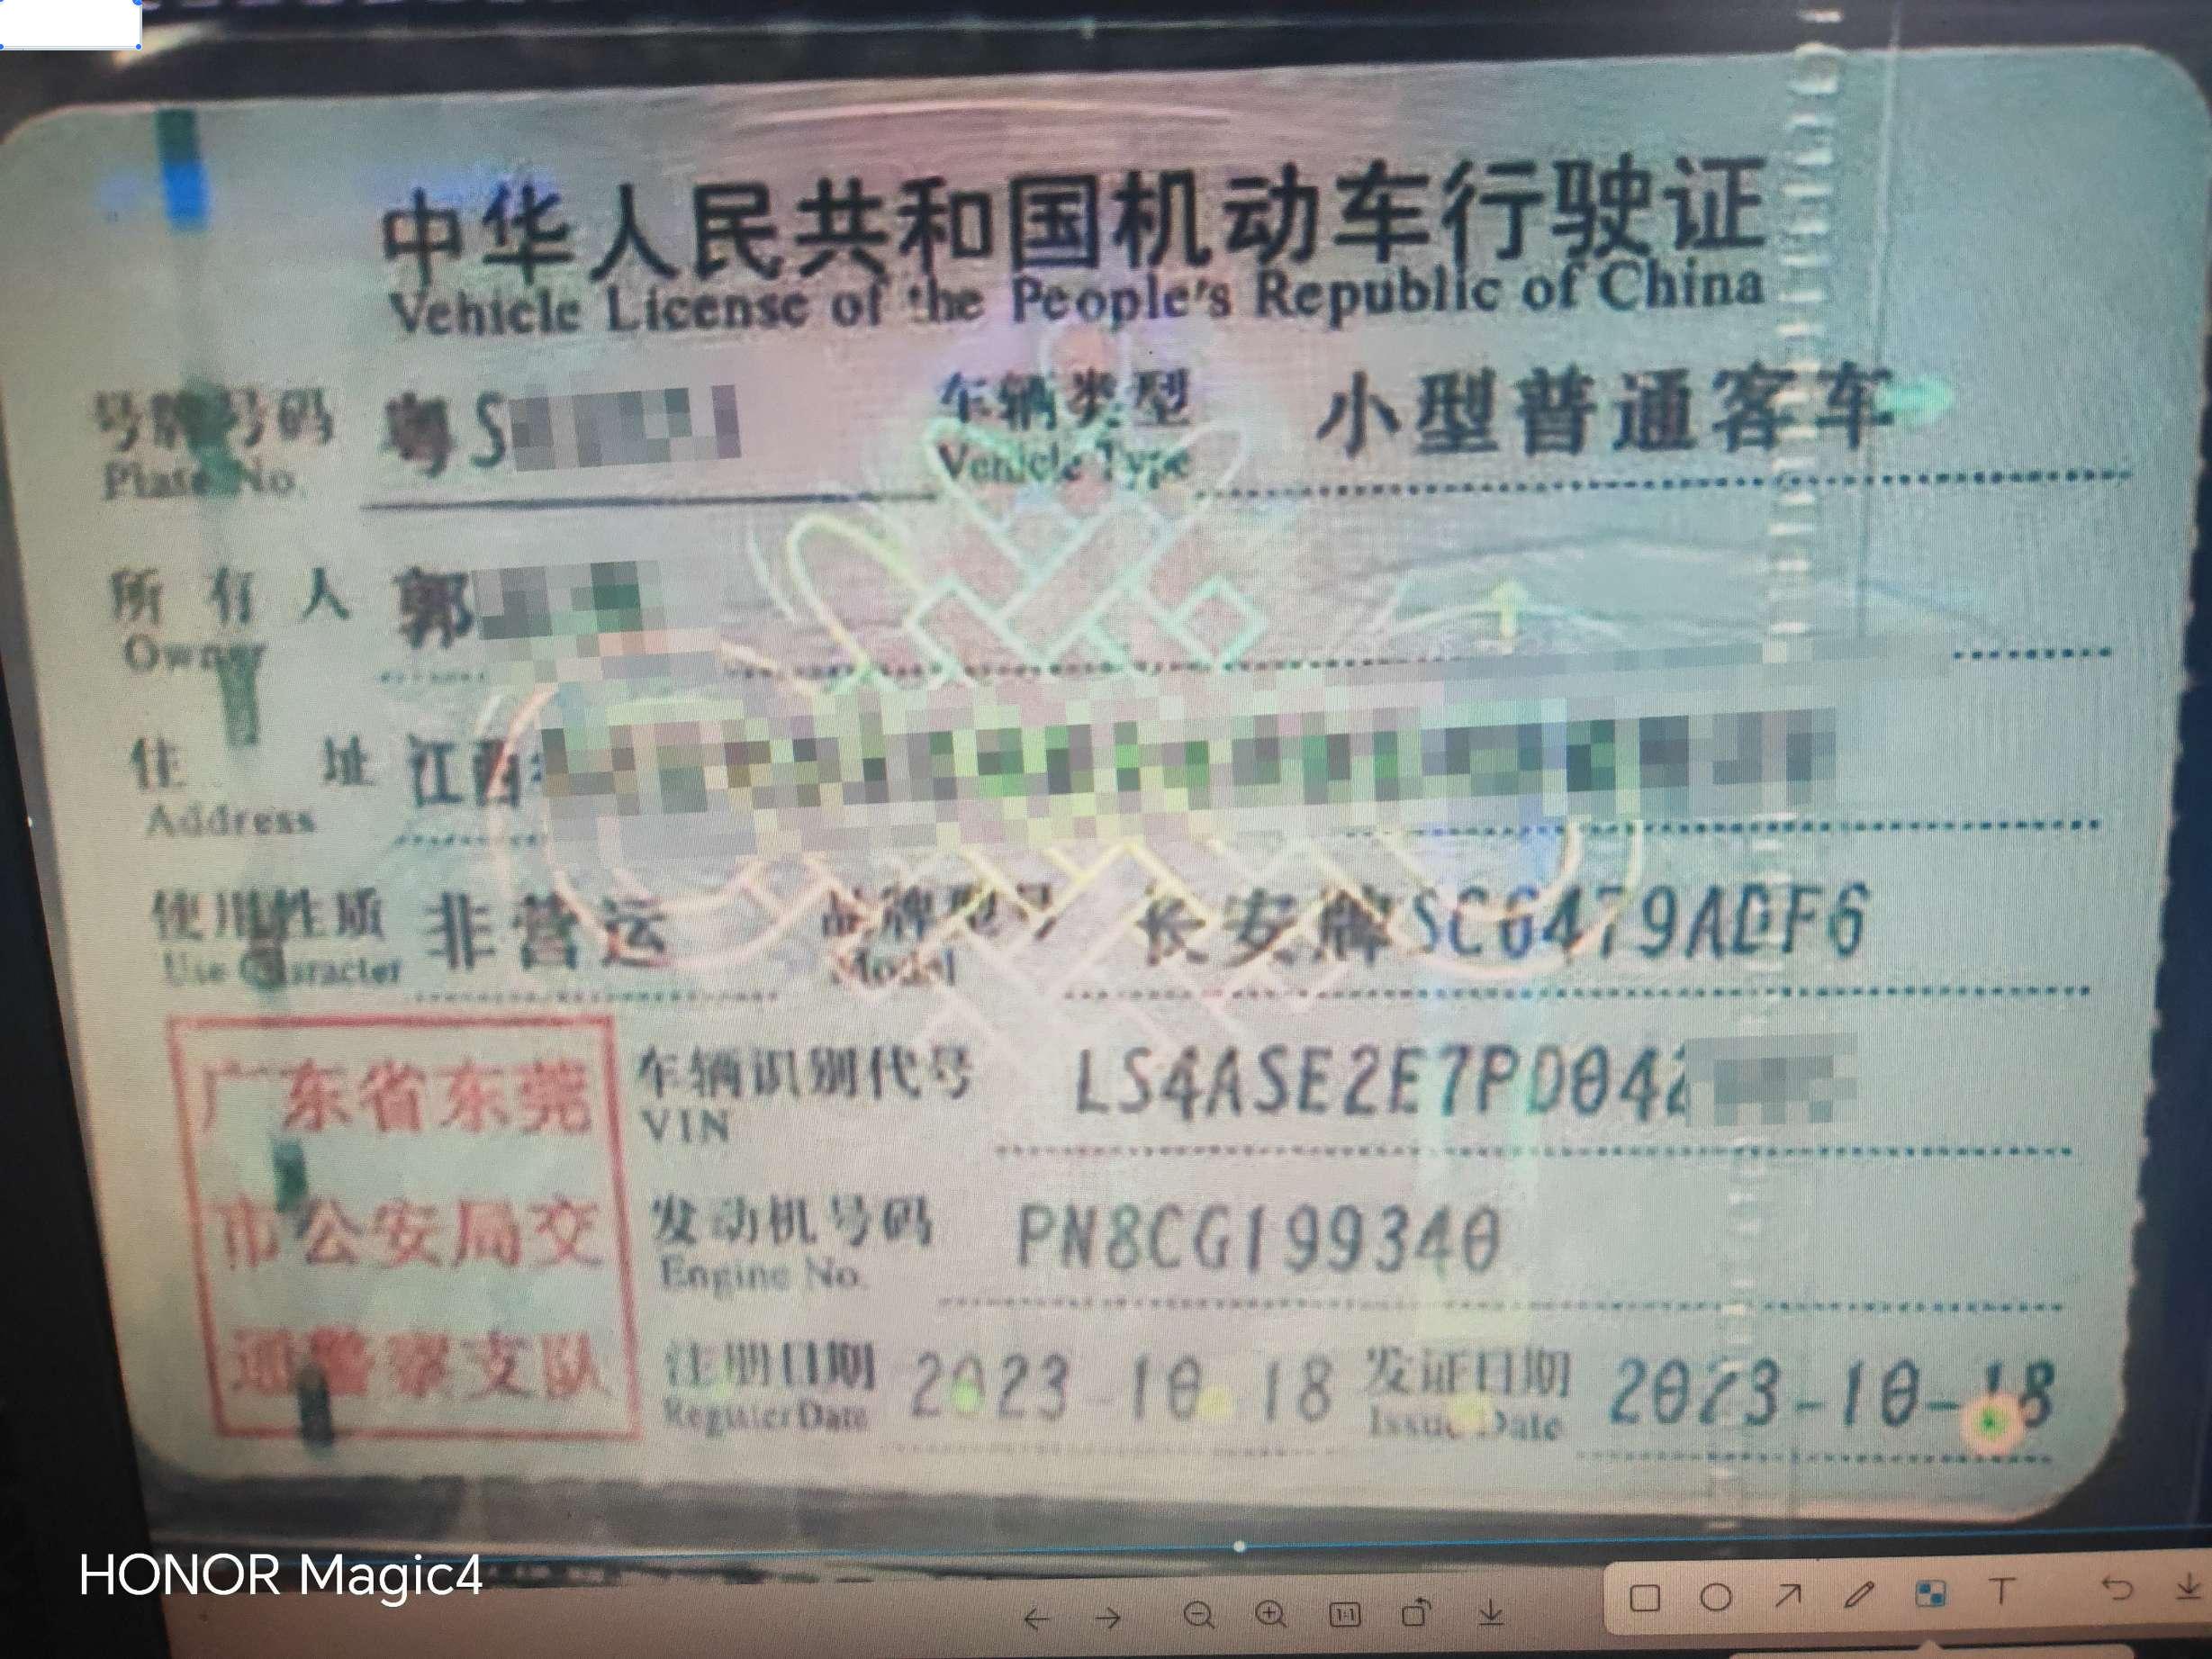 中华人民共和国机动车行驶证
Vehicle License of the People's Republic of China
号牌号码 粤S 车辆类型 小型普通客车
Plate No. Vehicle Type
所有人 郭
Owner
住址 江西
Address
使用性质 非营运 品牌型号 长安牌SC6479ADF6
Use Character Model
广东省东莞
市公安局交
通警察支队
车辆识别代号 LS4ASE2E7PD042
VIN
发动机号码 PN8CG199340
Engine No.
注册日期 2023-10-18 发证日期 2023-10-18
Register Date Issue Date
HONOR Magic4
1:1
T